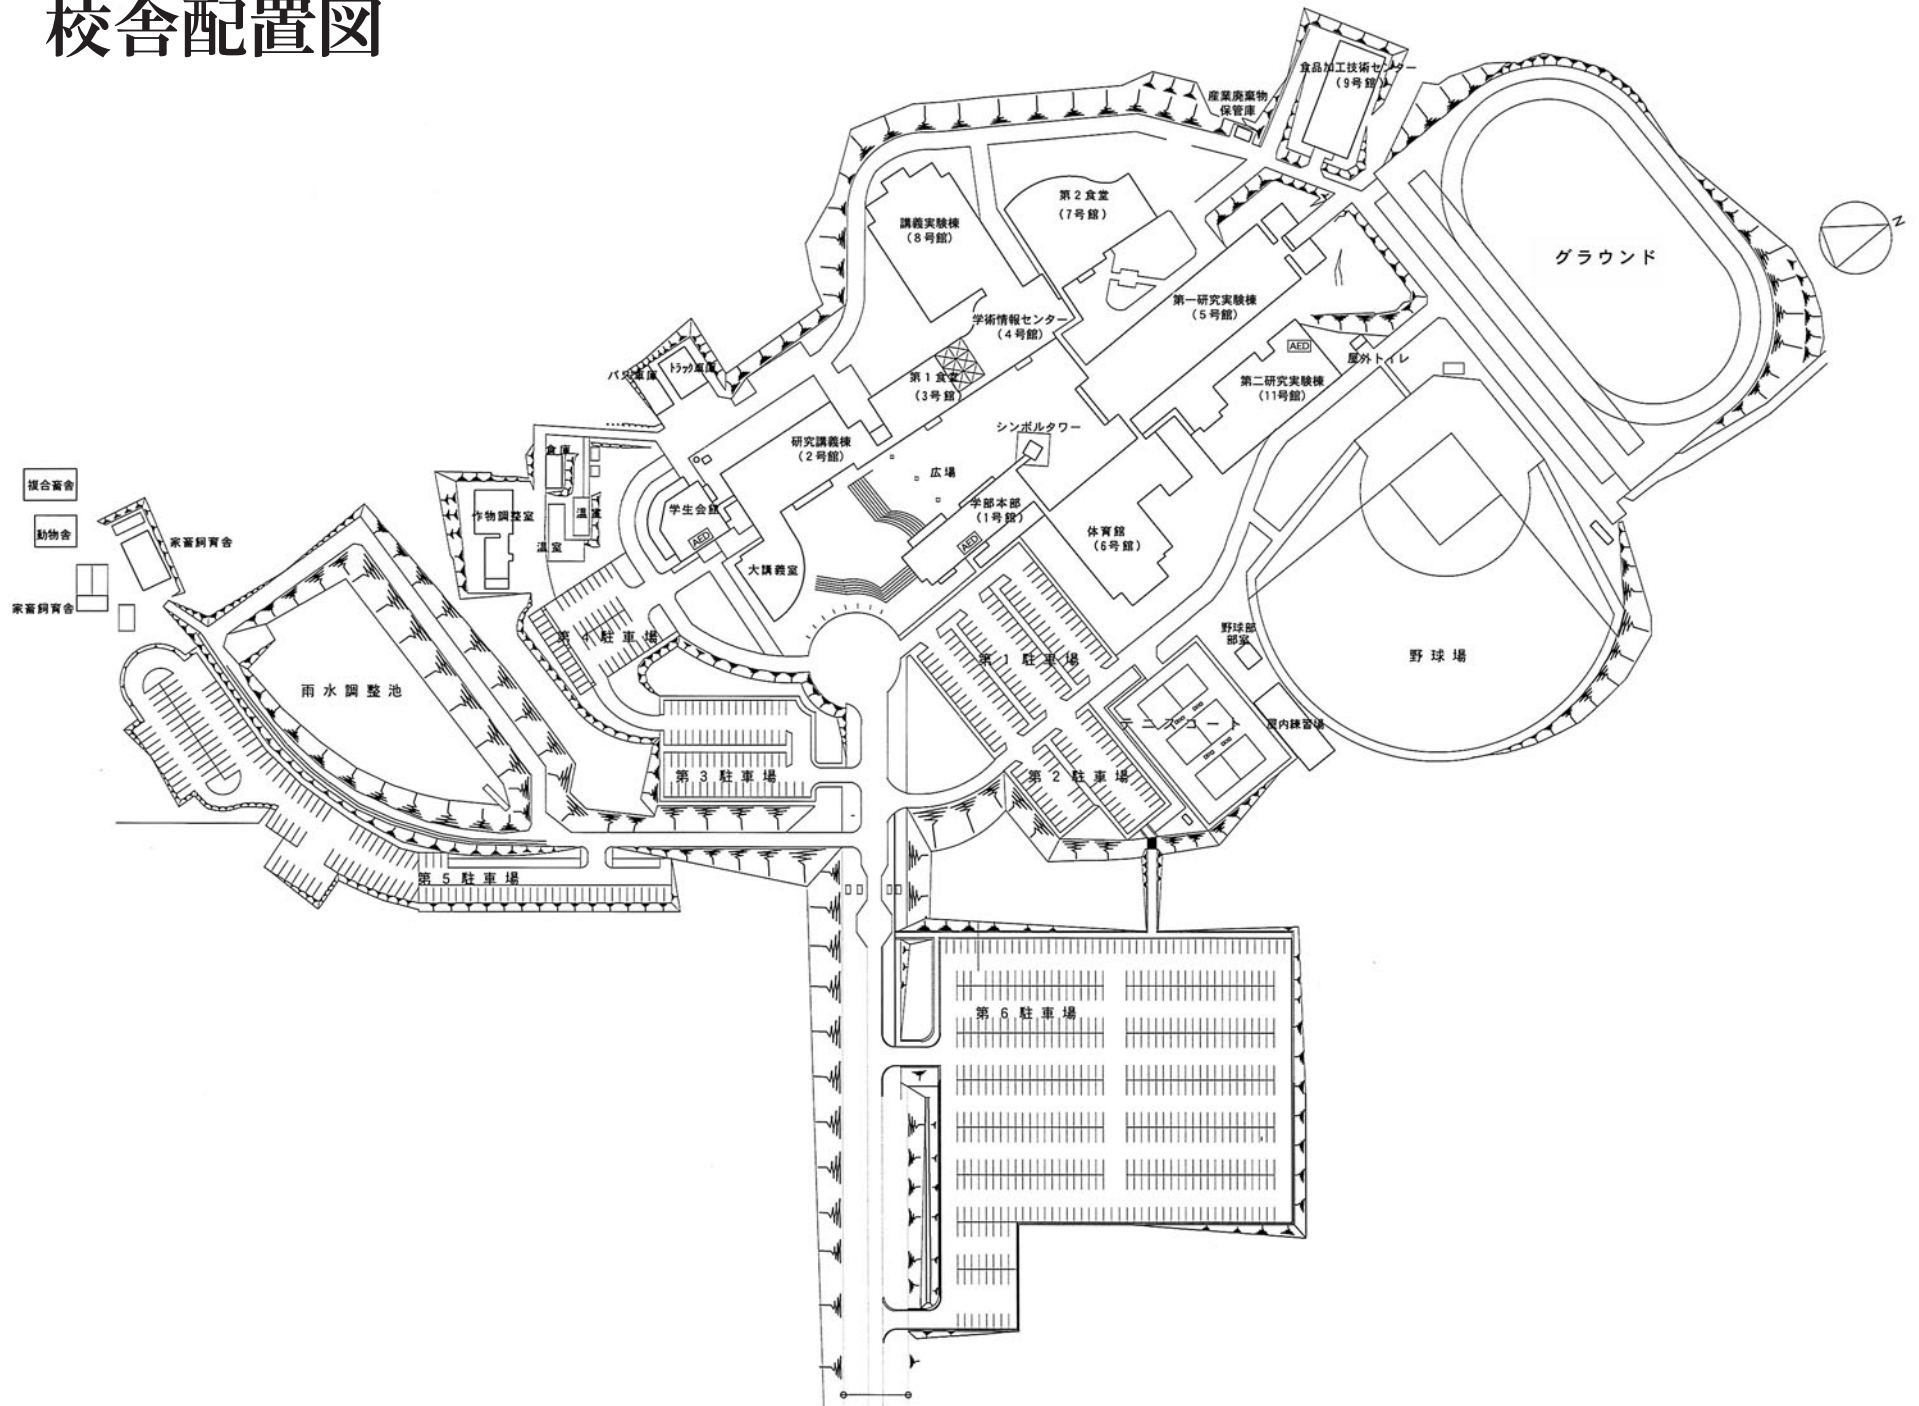 校舎配置図
食品加工技術センター
(9号館)
産業廃棄物
保管庫
第2食堂
(7号館)
講義実験棟
(8号館)
N
グラウンド
第一研究実験棟
(5号館)
学術情報センター
(4号館)
AED
屋外トイレ
バス車庫
トラック車庫
第1食堂
(3号館)
第二研究実験棟
(11号館)
シンボルタワー
研究講義棟
(2号館)
倉庫
広場
複合畜舎
学部本部
(1号館)
学生会館
作物調整室
温室
動物舎
体育館
(6号館)
家畜飼育舎
AED
AED
温室
大講義室
家畜飼育舎
野球部
部室
第4駐車場
第1駐車場
野球場
雨水調整池
テニスコート
屋内練習場
第3駐車場
第2駐車場
第5駐車場
第6駐車場